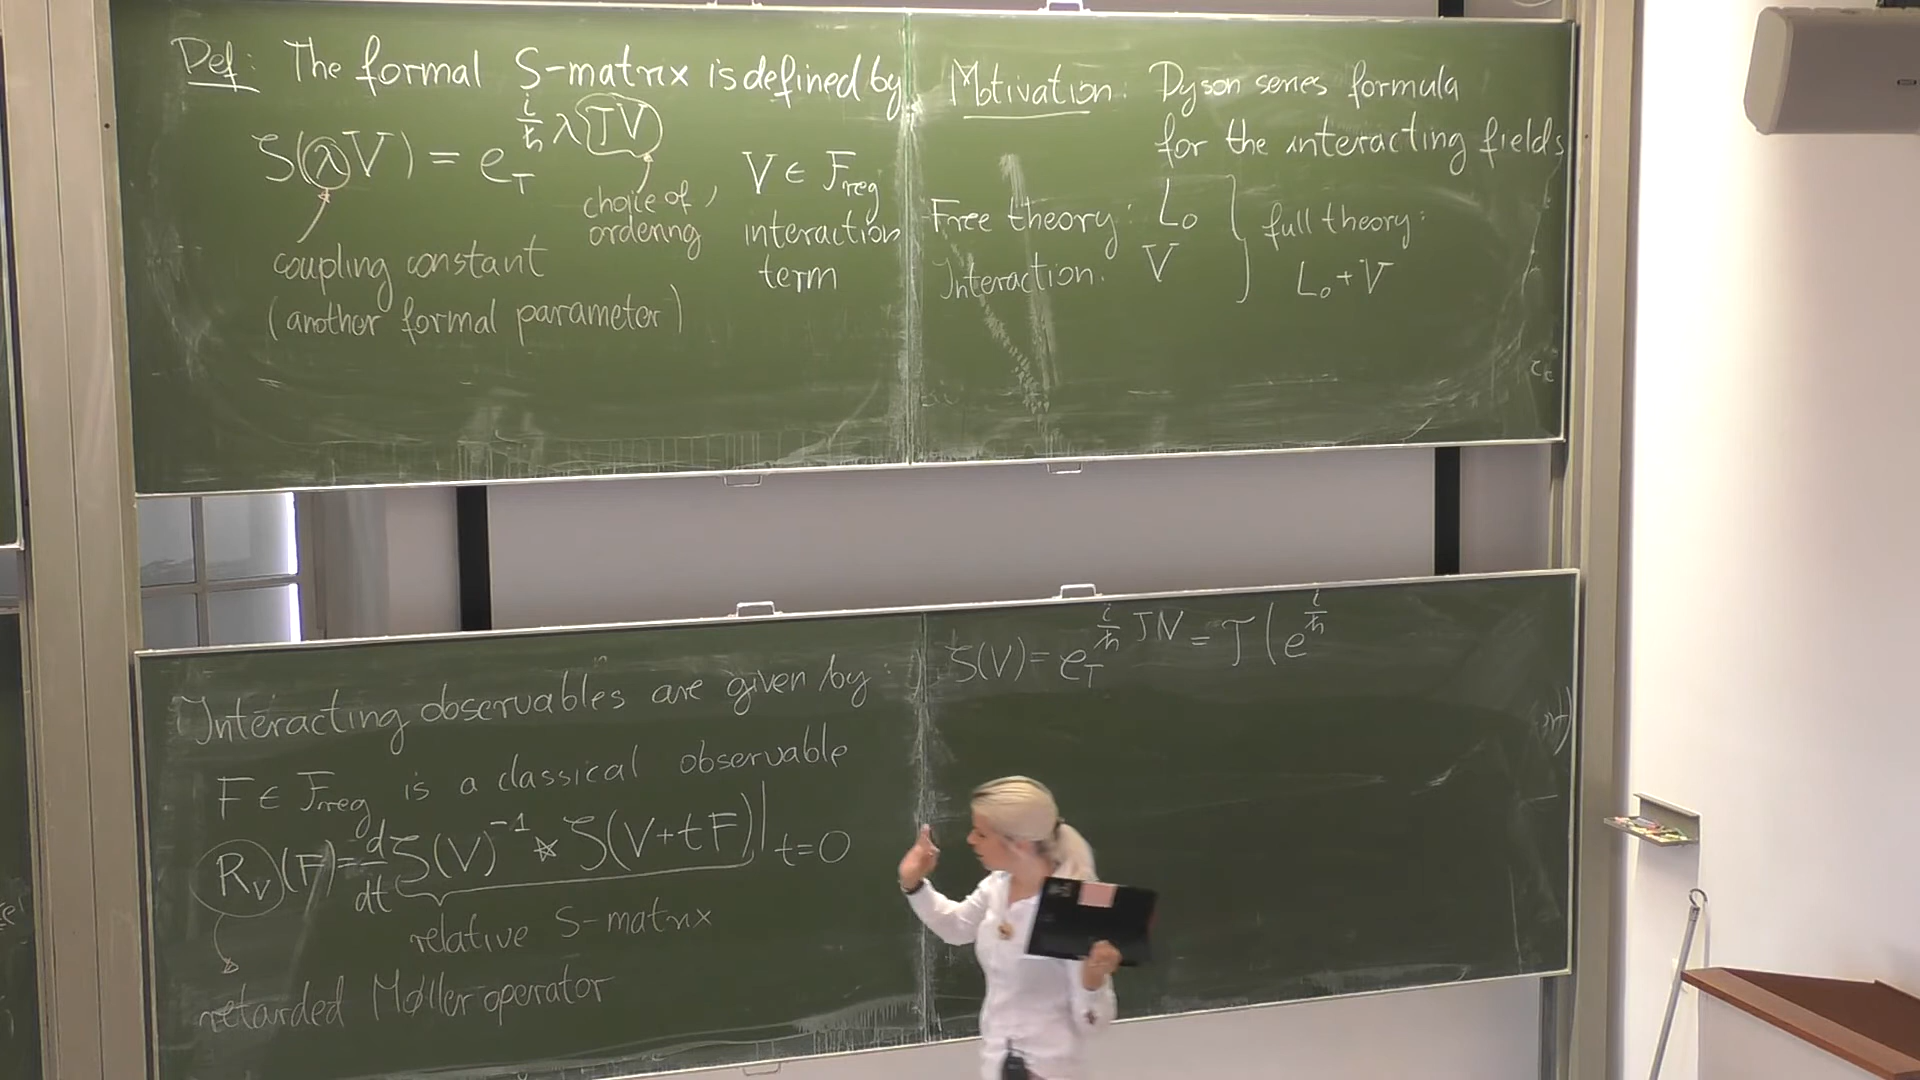 Def: The formal S-matrix is defined by
S(λV) = e_T^{i/ħ λ TV}
choice of ordering
V ∈ F_reg
interaction term
coupling constant
(another formal parameter)
Motivation: Dyson series formula
for the interacting fields
Free theory: L₀
Interaction: V
full theory:
L₀ + V
Interacting observables are given by:
F ∈ F_reg is a classical observable
R_V(F) = d/dt S(V)^{-1} ⋆ S(V+tF)|_{t=0}
relative S-matrix
retarded Møller operator
S(V) = e_T^{i/ħ TV} = T(e^{i/ħ}